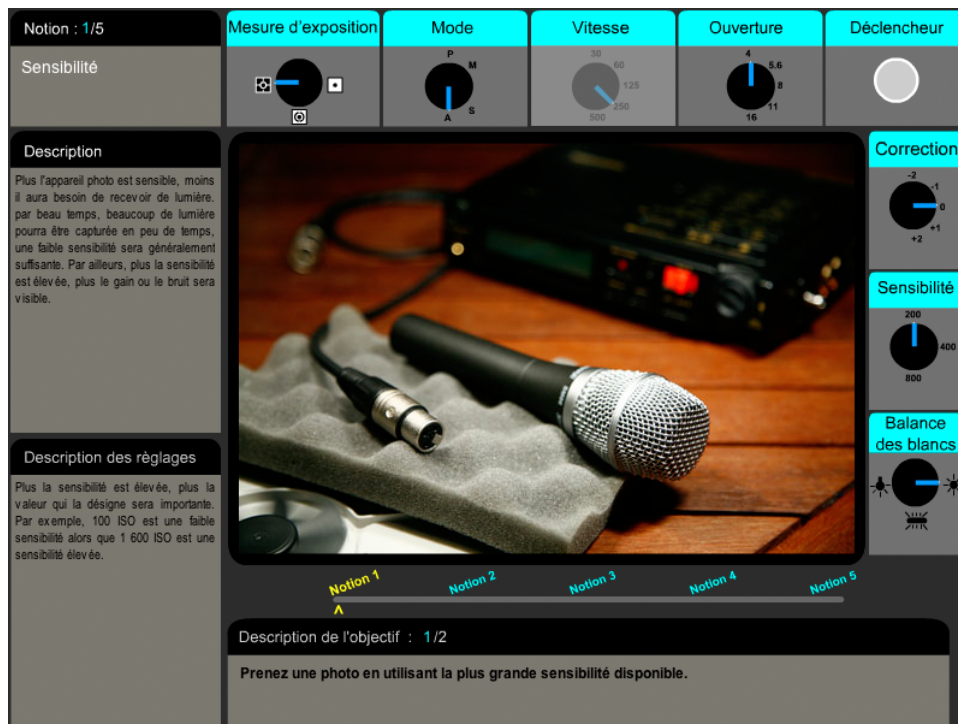 Notion : 1/5
Sensibilité
Mesure d'exposition
Mode
P
M
S
A
Vitesse
30
60
125
250
500
Ouverture
4
5.6
8
11
16
Déclencheur
Description
Plus l'appareil photo est sensible, moins
il aura besoin de recevoir de lumière.
par beau temps, beaucoup de lumière
pourra être capturée en peu de temps,
une faible sensibilité sera généralement
suffisante. Par ailleurs, plus la sensibilité
est élevée, plus le gain ou le bruit sera
visible.
Correction
-2
-1
0
+1
+2
Sensibilité
200
400
800
Balance
des blancs
Description des règlages
Plus la sensibilité est élevée, plus la
valeur qui la désigne sera importante.
Par exemple, 100 ISO est une faible
sensibilité alors que 1 600 ISO est une
sensibilité élevée.
Notion 1
Notion 2
Notion 3
Notion 4
Notion 5
Description de l'objectif : 1/2
Prenez une photo en utilisant la plus grande sensibilité disponible.